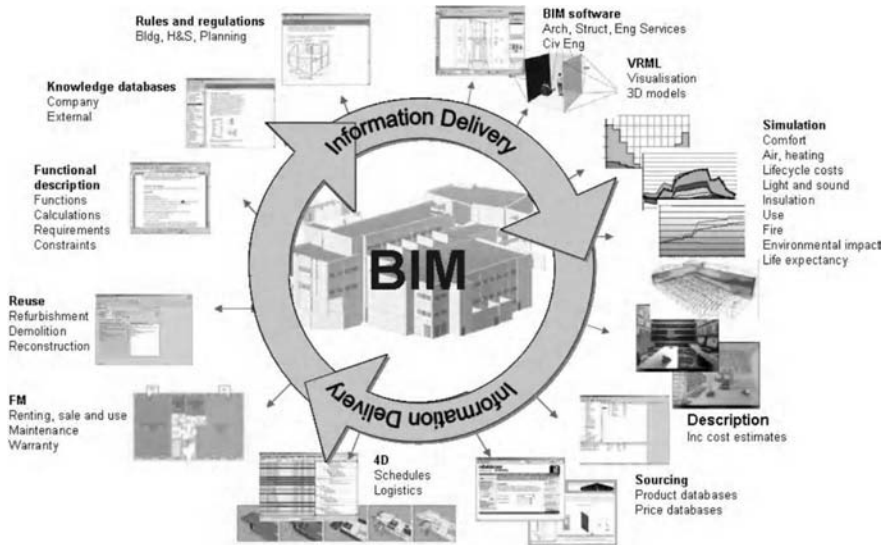 Rules and regulations
Bldg, H&S, Planning
BIM software
Arch, Struct, Eng Services
Civ Eng
VRML
Visualisation
3D models
Knowledge databases
Company
External
Information Delivery
Simulation
Comfort
Air, heating
Lifecycle costs
Light and sound
Insulation
Use
Fire
Environmental impact
Life expectancy
Functional
description
Functions
Calculations
Requirements
Constraints
BIM
Reuse
Refurbishment
Demolition
Reconstruction
Information Delivery
FM
Renting, sale and use
Maintenance
Warranty
Description
Inc cost estimates
4D
Schedules
Logistics
Sourcing
Product databases
Price databases